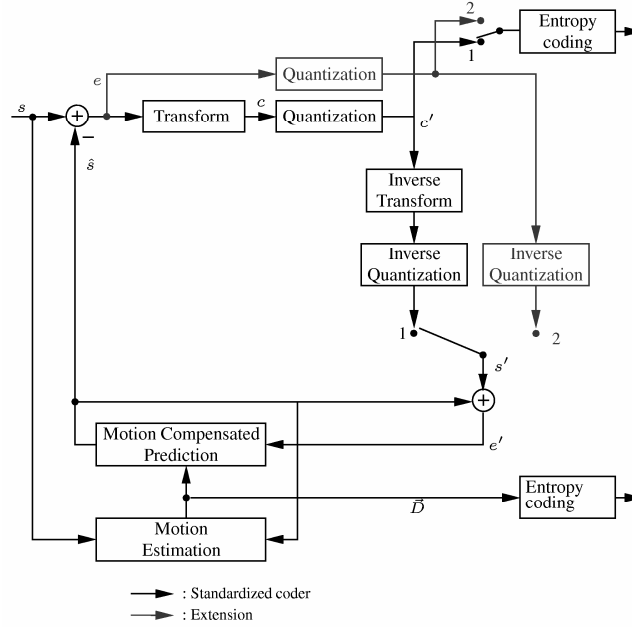 2
Entropy
coding
1
e
Quantization
s
+
−
Transform
c
Quantization
c′
ŝ
Inverse
Transform
Inverse
Quantization
Inverse
Quantization
1
2
s′
+
Motion Compensated
Prediction
e′
D⃗
Entropy
coding
Motion
Estimation
: Standardized coder
: Extension